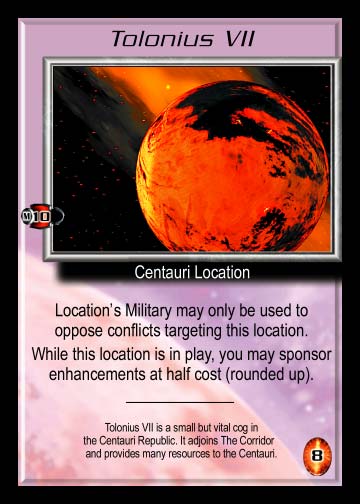 Tolonius VII
M 10
Centauri Location
Location's Military may only be used to
oppose conflicts targeting this location.
While this location is in play, you may sponsor
enhancements at half cost (rounded up).
Tolonius VII is a small but vital cog in
the Centauri Republic. It adjoins The Corridor
and provides many resources to the Centauri.
8